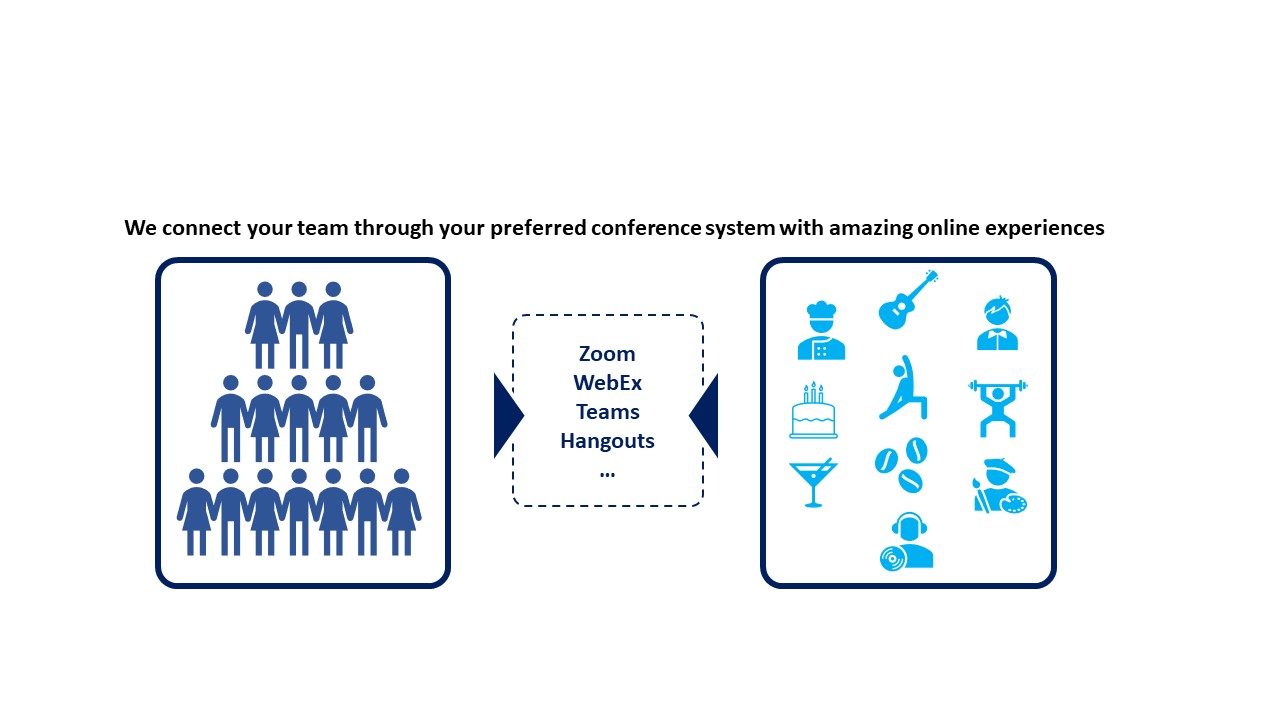 We connect your team through your preferred conference system with amazing online experiences
Zoom
WebEx
Teams
Hangouts
...